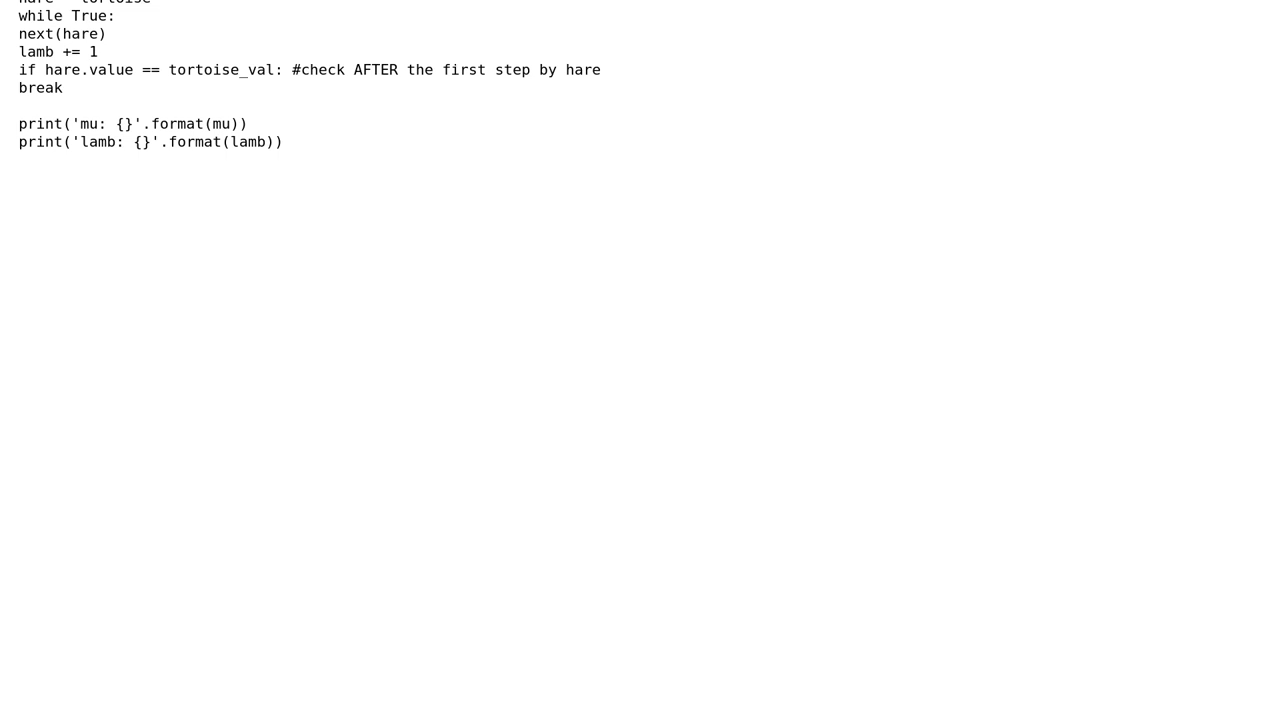 while True:
next(hare)
lamb += 1
if hare.value == tortoise_val: #check AFTER the first step by hare
break

print('mu: {}'.format(mu))
print('lamb: {}'.format(lamb))